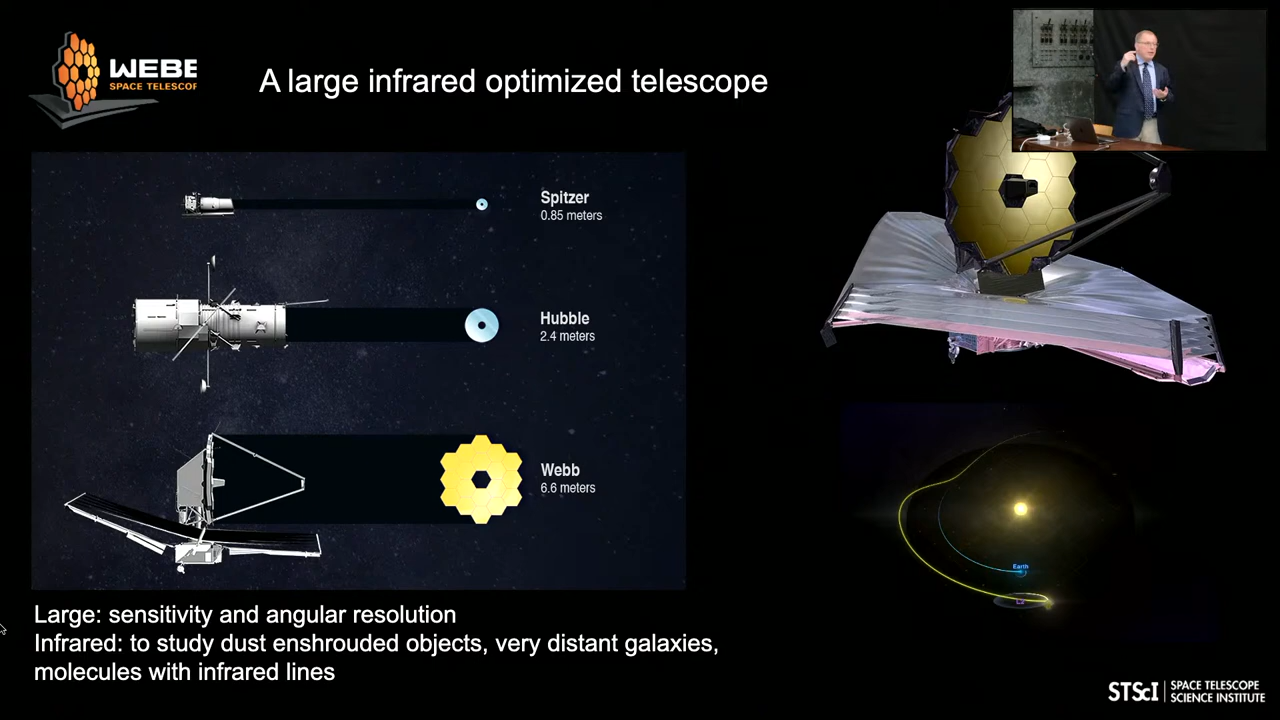 WEBB
SPACE TELESCOP
A large infrared optimized telescope
Spitzer
0.85 meters
Hubble
2.4 meters
Webb
6.6 meters
Earth
L2
Large: sensitivity and angular resolution
Infrared: to study dust enshrouded objects, very distant galaxies,
molecules with infrared lines
STScI | SPACE TELESCOPE
SCIENCE INSTITUTE